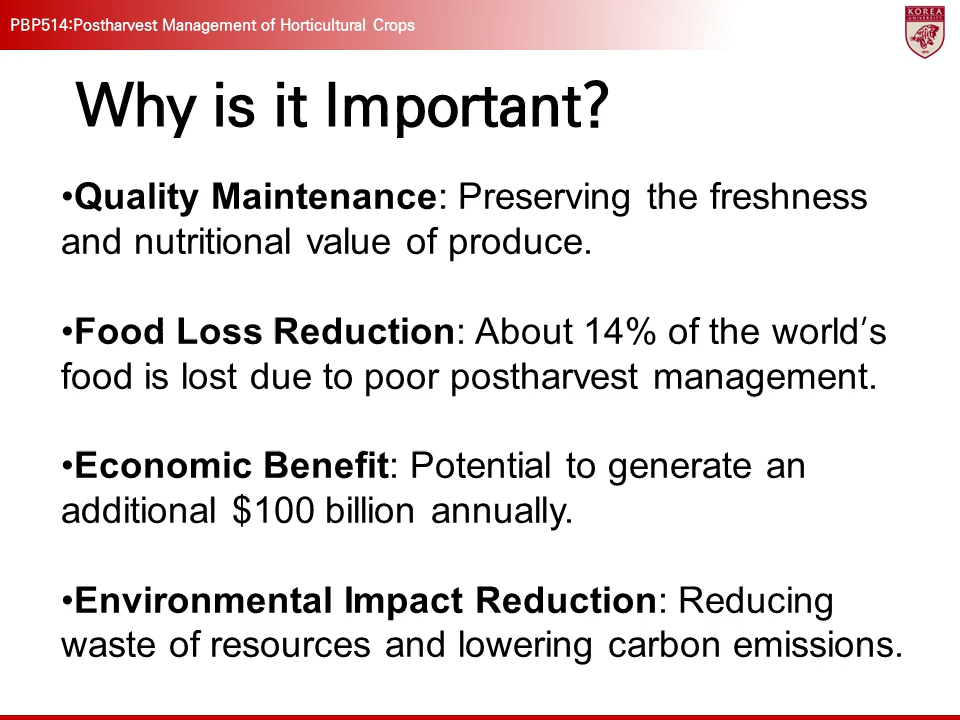 PBP514:Postharvest Management of Horticultural Crops
KOREA
UNIVERSITY
Why is it Important?
•Quality Maintenance: Preserving the freshness
and nutritional value of produce.
•Food Loss Reduction: About 14% of the world′s
food is lost due to poor postharvest management.
•Economic Benefit: Potential to generate an
additional $100 billion annually.
•Environmental Impact Reduction: Reducing
waste of resources and lowering carbon emissions.